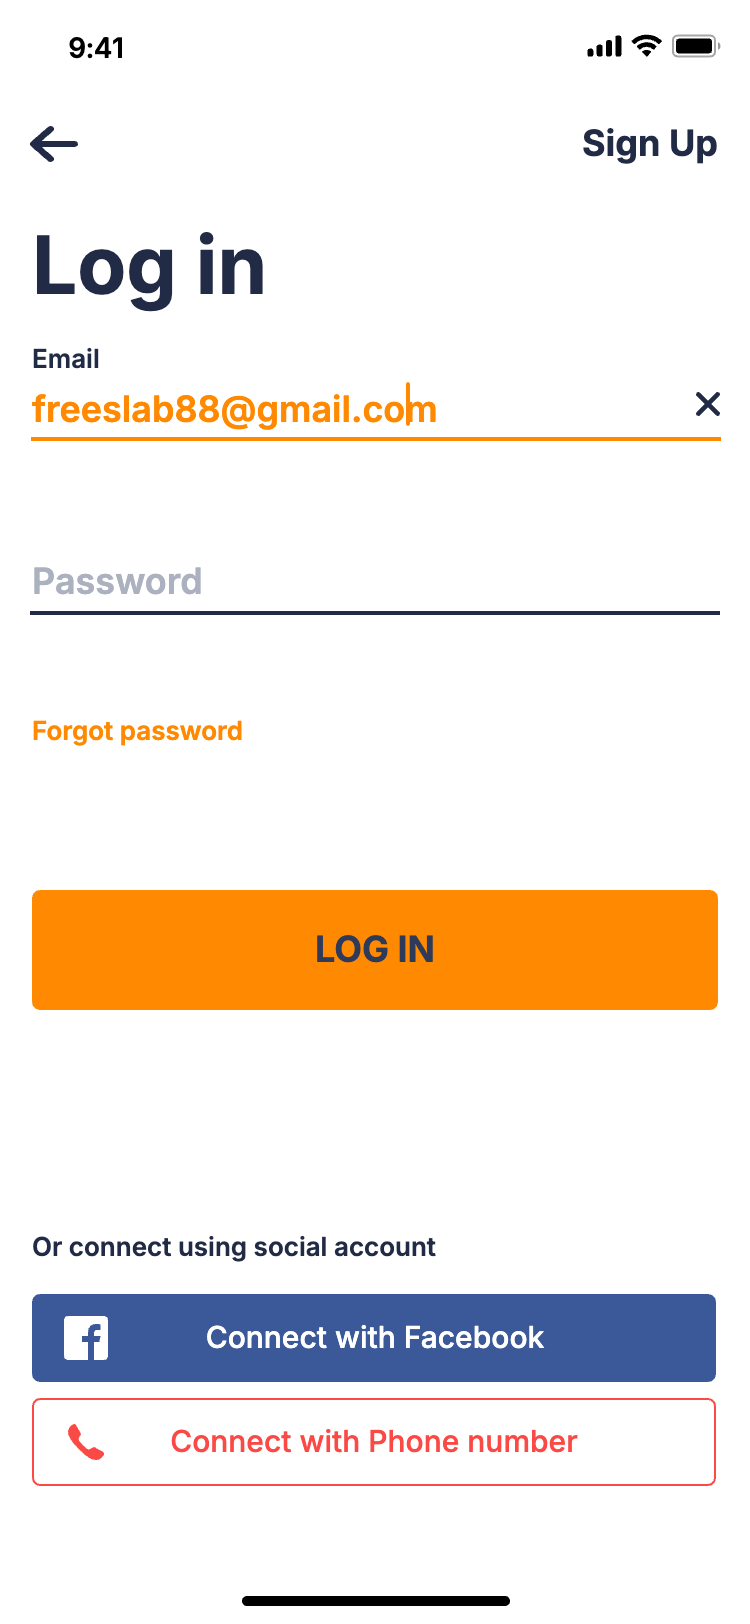 9:41
Sign Up
Log in
Email
freeslab88@gmail.com
Password
Forgot password
LOG IN
Or connect using social account
Connect with Facebook
Connect with Phone number